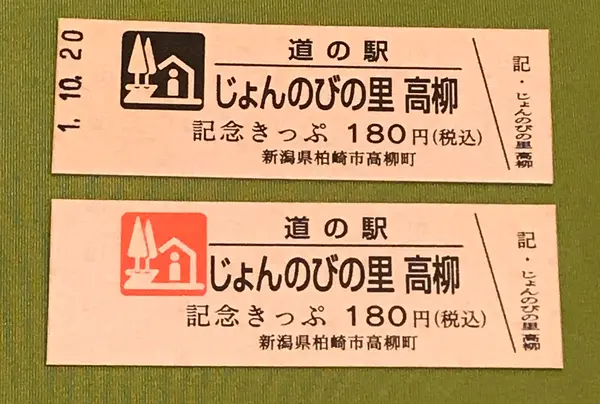 1.10.20
道の駅
じょんのびの里 高柳
記念きっぷ 180円(税込)
新潟県柏崎市高柳町
記・じょんのびの里高柳
道の駅
じょんのびの里 高柳
記念きっぷ 180円(税込)
新潟県柏崎市高柳町
記・じょんのびの里高柳